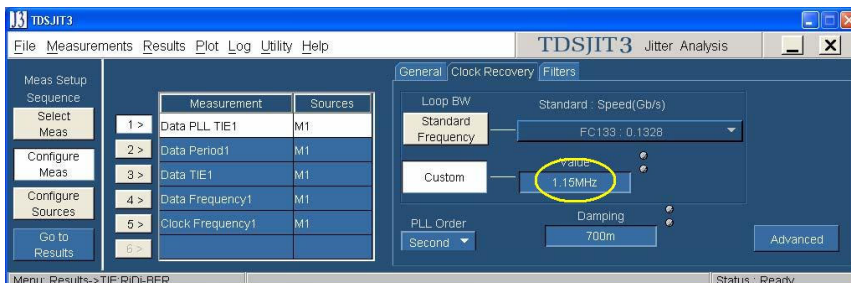 J3 TDSJIT3
File Measurements Results Plot Log Utility Help
TDSJIT3 Jitter Analysis
Meas Setup
Sequence
Select
Meas
Configure
Meas
Configure
Sources
Go to
Results
Measurement Sources
1 > Data PLL TIE1 M1
2 > Data Period1 M1
3 > Data TIE1 M1
4 > Data Frequency1 M1
5 > Clock Frequency1 M1
6 >
General Clock Recovery Filters
Loop BW
Standard : Speed(Gb/s)
Standard
Frequency
FC133 : 0.1328
Custom
Value
1.15MHz
PLL Order
Second
Damping
700m
Advanced
Menu: Results->TIE:RjDj-BER
Status : Ready